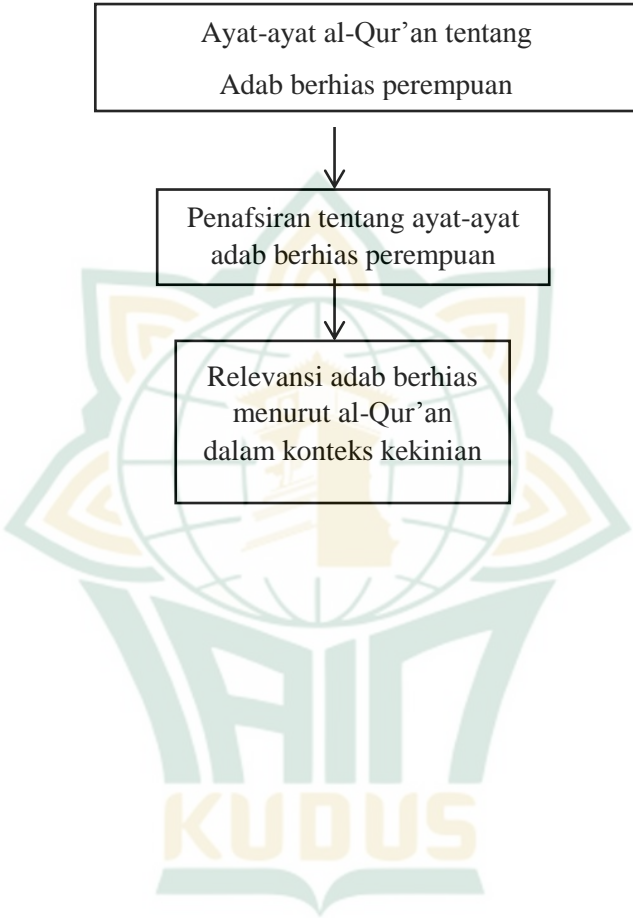 Ayat-ayat al-Qur’an tentang
Adab berhias perempuan
Penafsiran tentang ayat-ayat
adab berhias perempuan
Relevansi adab berhias
menurut al-Qur’an
dalam konteks kekinian
IAIN
KUDUS